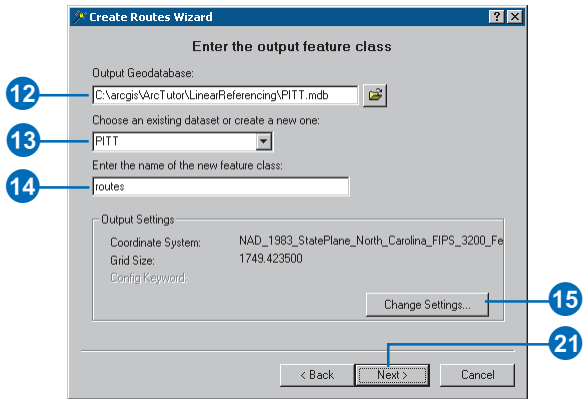 Create Routes Wizard
Enter the output feature class
Output Geodatabase:
12
C:\arcgis\ArcTutor\LinearReferencing\PITT.mdb
Choose an existing dataset or create a new one:
13
PITT
Enter the name of the new feature class:
14
routes
Output Settings
Coordinate System: NAD_1983_StatePlane_North_Carolina_FIPS_3200_Fe
Grid Size: 1749.423500
Config Keyword:
Change Settings... 15
21
< Back Next > Cancel